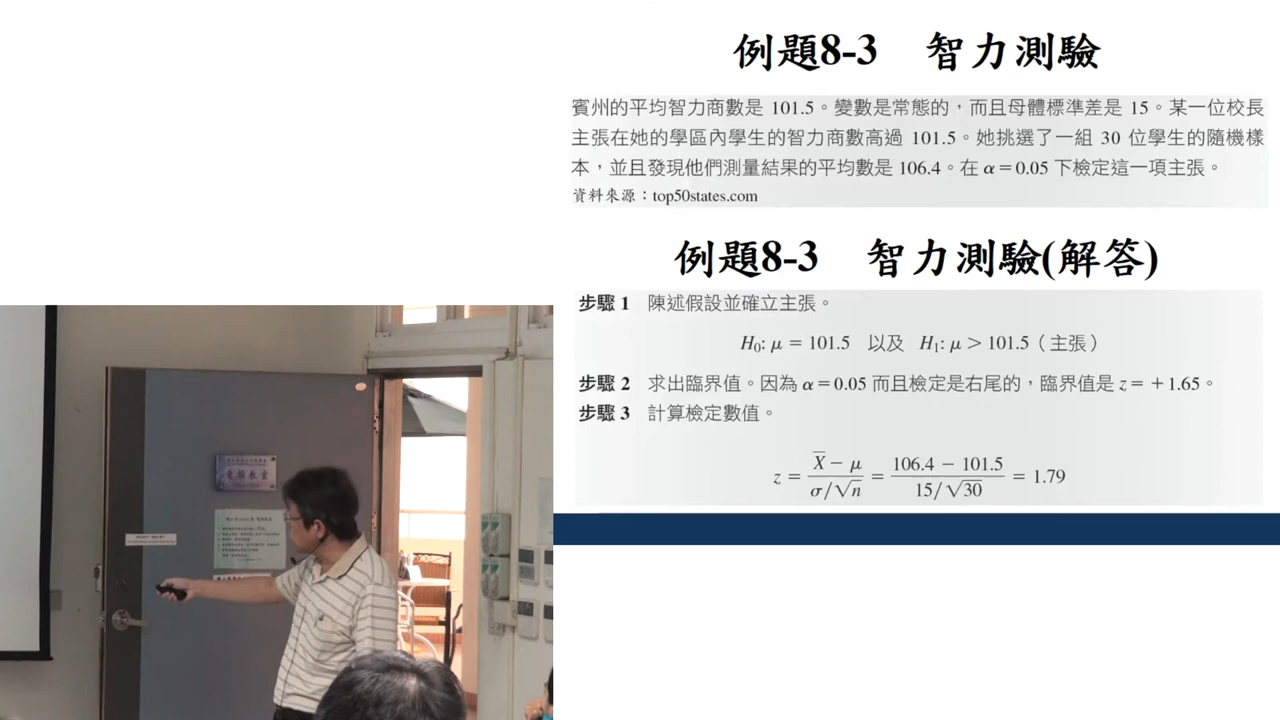 例題8-3 智力測驗
賓州的平均智力商數是 101.5。變數是常態的,而且母體標準差是 15。某一位校長
主張在她的學區內學生的智力商數高過 101.5。她挑選了一組 30 位學生的隨機樣
本,並且發現他們測量結果的平均數是 106.4。在 α=0.05 下檢定這一項主張。
資料來源:top50states.com
例題8-3 智力測驗(解答)
步驟 1 陳述假設並確立主張。
H₀: μ = 101.5 以及 H₁: μ > 101.5(主張)
步驟 2 求出臨界值。因為 α=0.05 而且檢定是右尾的,臨界值是 z=+1.65。
步驟 3 計算檢定數值。
z = (X̄ − μ)/(σ/√n) = (106.4 − 101.5)/(15/√30) = 1.79